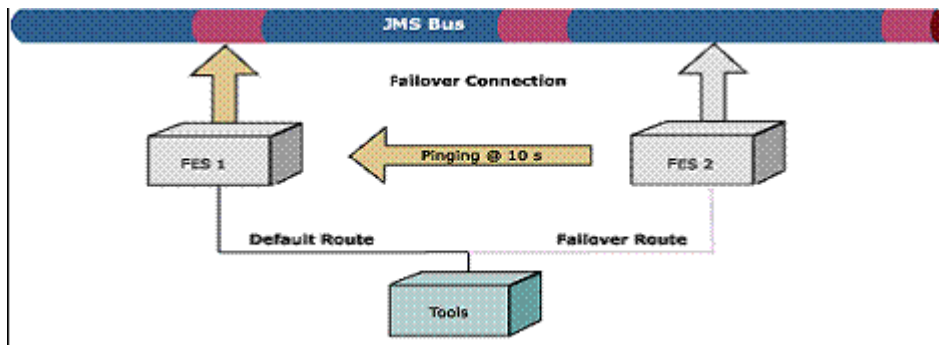 JMS Bus
Failover Connection
FES 1
Pinging @ 10 s
FES 2
Default Route
Failover Route
Tools